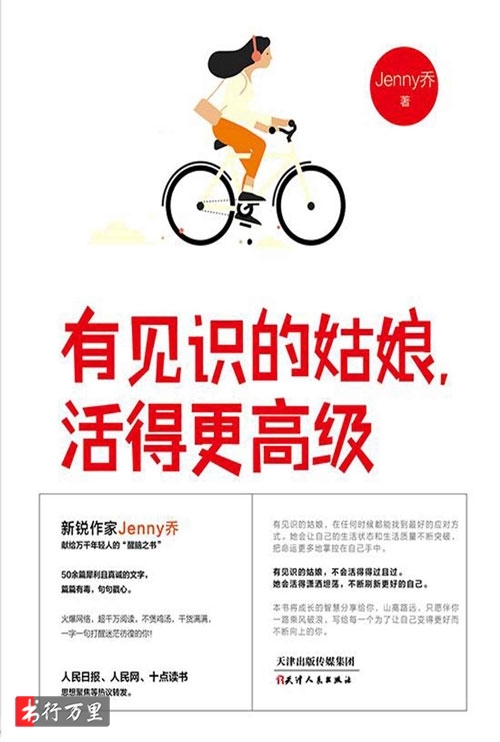 Jenny乔
著
有见识的姑娘，
活得更高级
新锐作家Jenny乔
献给万千年轻人的“醒脑之书”
50余篇犀利且真诚的文字，
篇篇有毒，句句戳心。
火爆网络，超千万阅读，不煲鸡汤，干货满满，
一字一句打醒迷茫彷徨的你！
人民日报、人民网、十点读书
思想聚焦等热议转发。
有见识的姑娘，在任何时候都能找到最好的应对方
式。她会让自己的生活状态和生活质量不断突破，
把命运更多地掌控在自己手中。
有见识的姑娘，不会活得得过且过。
她会活得潇洒坦荡，不断刷新更好的自己。
本书将成长的智慧分享给你，山高路远，只愿伴你
一路乘风破浪，写给每一个为了让自己变得更好而
不断向上的你。
天津出版传媒集团
天津人民出版社
书行万里